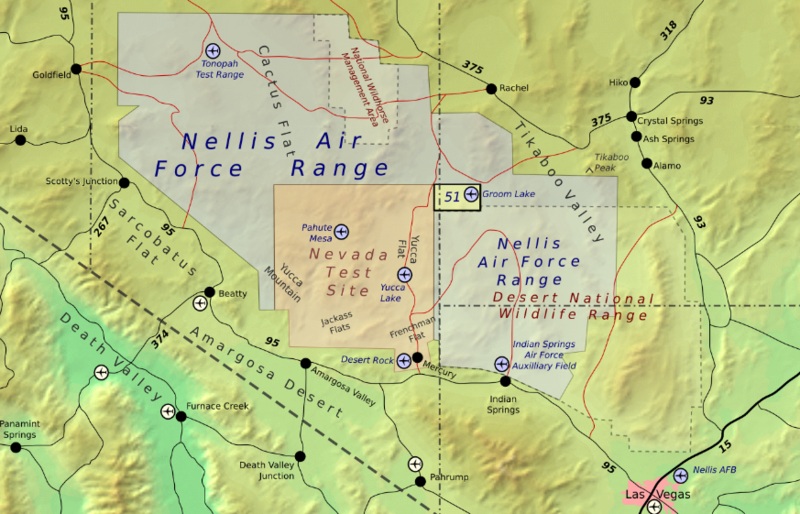 95
318
Tonopah
Test Range
Cactus Flat
National Wildhorse
Management Area
375
Goldfield
Rachel
Hiko
93
375
Crystal Springs
Lida
Ash Springs
Nellis Air
Force Range
Tikaboo Valley
Tikaboo
Peak
Alamo
Scotty's Junction
51
Groom Lake
267
Sarcobatus
Flat
95
93
Pahute
Mesa
Yucca
Flat
Nellis
Air Force
Range
Nevada
Test
Site
Yucca
Mountain
Yucca
Lake
Desert National
Wildlife Range
Beatty
Jackass
Flats
Frenchman
Flat
Death Valley
374
Amargosa Desert
95
Desert Rock
Mercury
Indian Springs
Air Force
Auxilliary Field
Amargosa Valley
Indian
Springs
Furnace Creek
Panamint
Springs
Death Valley
Junction
Pahrump
95
15
Nellis AFB
Las Vegas